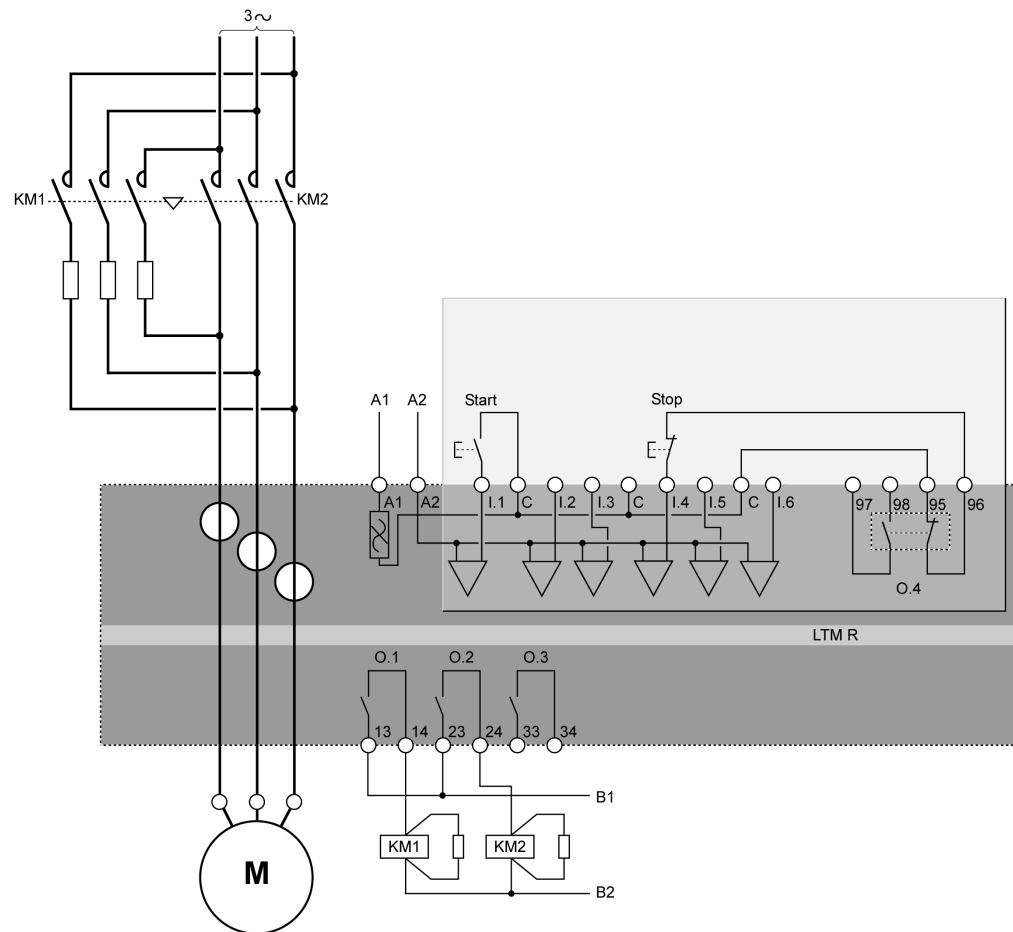 3~
KM1 KM2
A1 A2 Start Stop
A1 A2 I.1 C I.2 I.3 C I.4 I.5 C I.6 97 98 95 96
O.4
LTM R
O.1 O.2 O.3
13 14 23 24 33 34
B1
KM1 KM2
M
B2